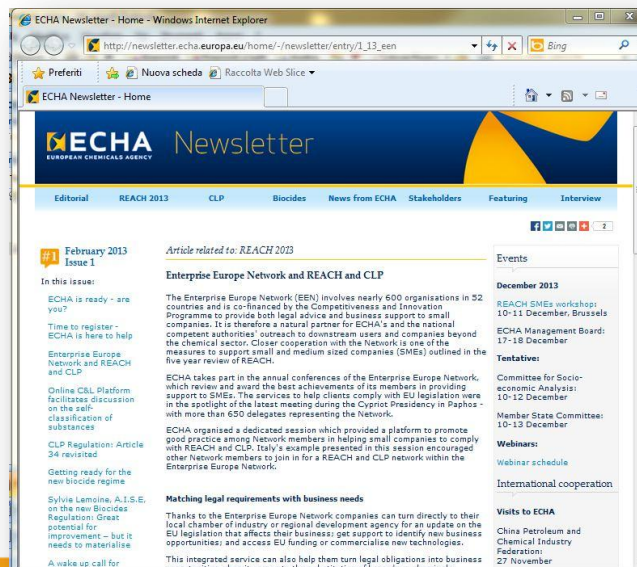 ECHA Newsletter - Home - Windows Internet Explorer
http://newsletter.echa.europa.eu/home/-/newsletter/entry/1_13_een
Bing
Preferiti
Nuova scheda
Raccolta Web Slice
ECHA Newsletter - Home
ECHA
EUROPEAN CHEMICALS AGENCY
Newsletter
Editorial
REACH 2013
CLP
Biocides
News from ECHA
Stakeholders
Featuring
Interview
2
#1
February 2013
Issue 1
In this issue:
ECHA is ready - are
you?
Time to register -
ECHA is here to help
Enterprise Europe
Network and REACH
and CLP
Online C&L Platform
facilitates discussion
on the self-
classification of
substances
CLP Regulation: Article
34 revisited
Getting ready for the
new biocide regime
Sylvie Lemoine, A.I.S.E.
on the new Biocides
Regulation: Great
potential for
improvement – but it
needs to materialise
A wake up call for
Article related to: REACH 2013
Enterprise Europe Network and REACH and CLP
The Enterprise Europe Network (EEN) involves nearly 600 organisations in 52
countries and is co-financed by the Competitiveness and Innovation
Programme to provide both legal advice and business support to small
companies. It is therefore a natural partner for ECHA's and the national
competent authorities' outreach to downstream users and companies beyond
the chemical sector. Closer cooperation with the Network is one of the
measures to support small and medium sized companies (SMEs) outlined in the
five year review of REACH.
ECHA takes part in the annual conferences of the Enterprise Europe Network,
which review and award the best achievements of its members in providing
support to SMEs. The services to help clients comply with EU legislation were
in the spotlight of the latest meeting during the Cypriot Presidency in Paphos -
with more than 650 delegates representing the Network.
ECHA organised a dedicated session which provided a platform to promote
good practice among Network members in helping small companies to comply
with REACH and CLP. Italy's example presented in this session encouraged
other Network members to join in for a REACH and CLP network within the
Enterprise Europe Network.
Matching legal requirements with business needs
Thanks to the Enterprise Europe Network companies can turn directly to their
local chamber of industry or regional development agency for an update on the
EU legislation that affects their business; get support to identify new business
opportunities; and access EU funding or commercialise new technologies.
This integrated service can also help them turn legal obligations into business
Events
December 2013
REACH SMEs workshop:
10-11 December, Brussels
ECHA Management Board:
17-18 December
Tentative:
Committee for Socio-
economic Analysis:
10-12 December
Member State Committee:
10-13 December
Webinars:
Webinar schedule
International cooperation
Visits to ECHA
China Petroleum and
Chemical Industry
Federation:
27 November